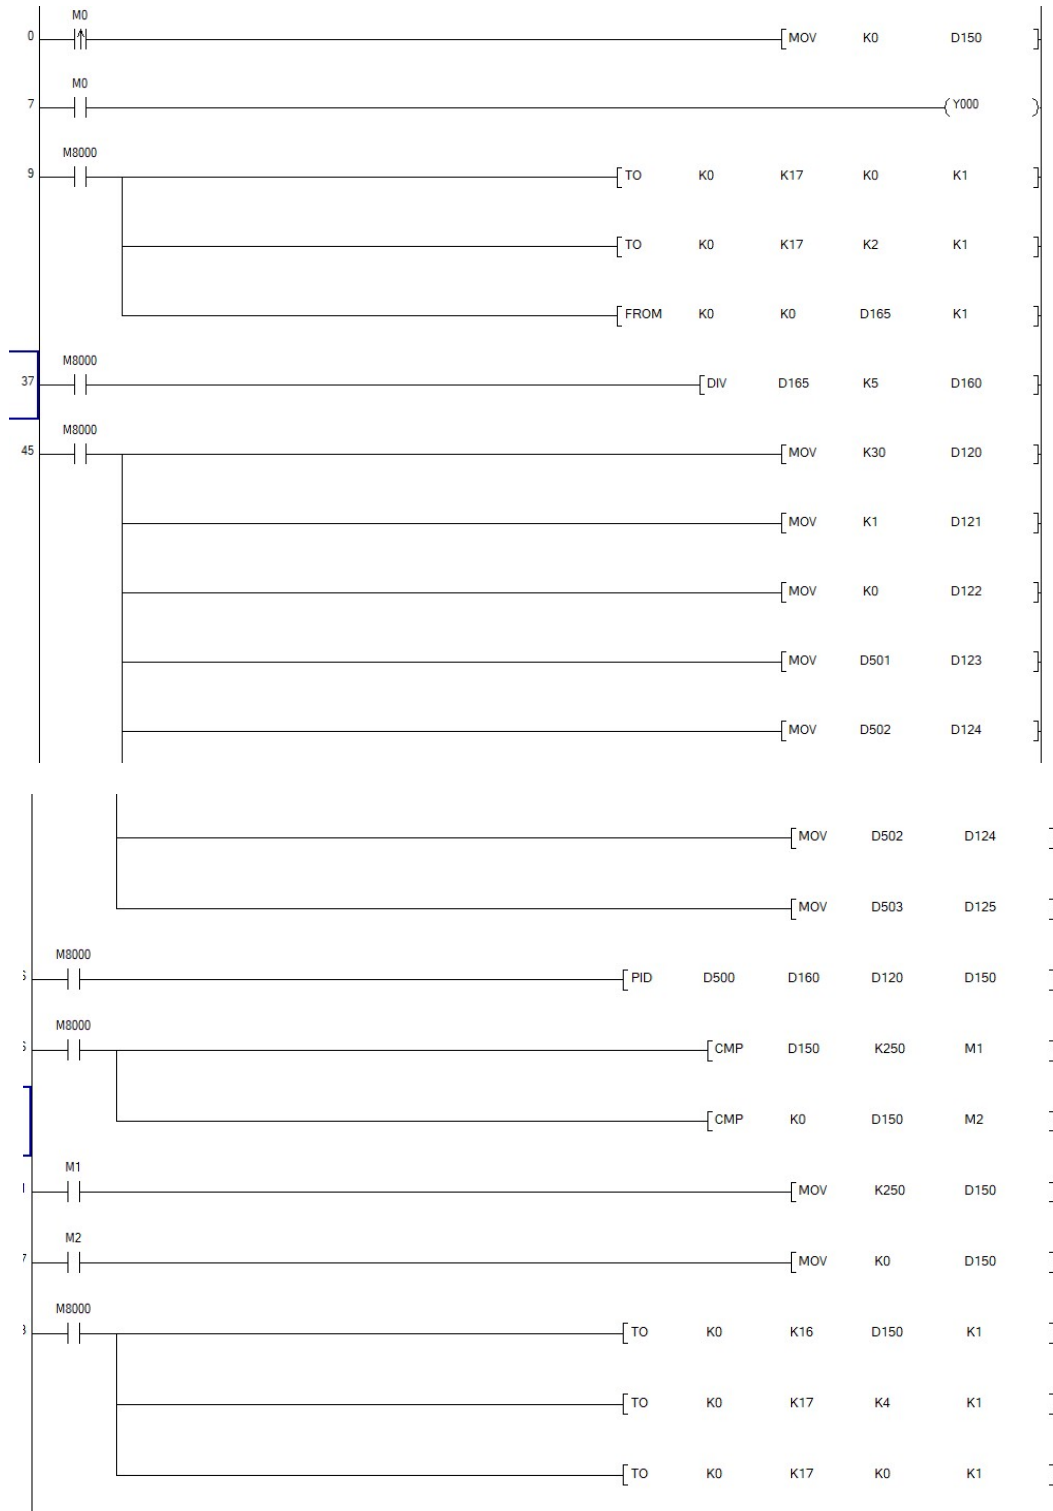 M0
0 MOV K0 D150
M0
7 Y000
M8000
9 TO K0 K17 K0 K1
TO K0 K17 K2 K1
FROM K0 K0 D165 K1
M8000
37 DIV D165 K5 D160
M8000
45 MOV K30 D120
MOV K1 D121
MOV K0 D122
MOV D501 D123
MOV D502 D124
MOV D502 D124
MOV D503 D125
M8000
PID D500 D160 D120 D150
M8000
CMP D150 K250 M1
CMP K0 D150 M2
M1
MOV K250 D150
M2
7 MOV K0 D150
M8000
TO K0 K16 D150 K1
TO K0 K17 K4 K1
TO K0 K17 K0 K1